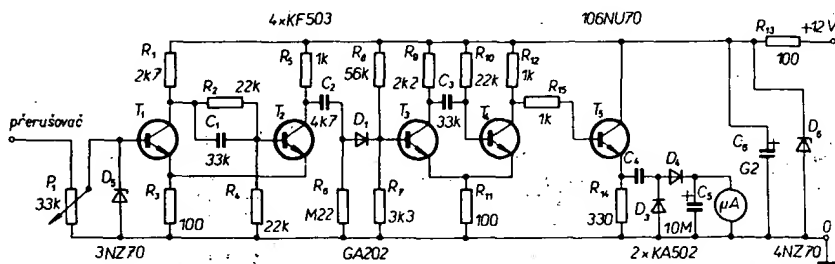 4×KF503
106NU70
R1
2k7
R2
22k
C1
33k
R5
1k
C2
4k7
R8
56k
R9
2k2
C3
33k
R10
22k
R12
1k
R15
1k
R13
+12 V
100
T1
T2
D1
T3
T4
T5
přerušovač
P1
33k
D5
R3
100
R4
22k
R6
M22
R7
3k3
R11
100
R14
330
C4
D4
D3
C5
10M
μA
C6
G2
D6
0
3NZ70
GA202
2×KA502
4NZ70